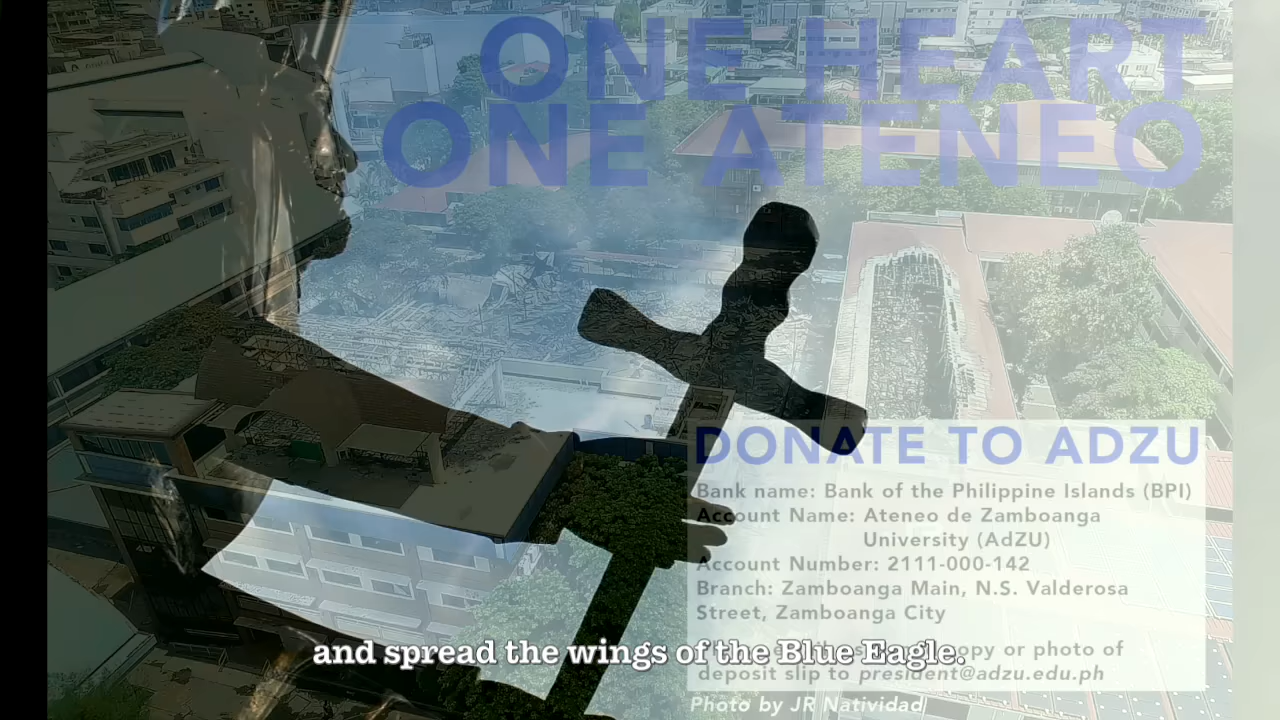 ONE HEART
ONE ATENEO
DONATE TO ADZU
Bank name: Bank of the Philippine Islands (BPI)
Account Name: Ateneo de Zamboanga
University (AdZU)
Account Number: 2111-000-142
Branch: Zamboanga Main, N.S. Valderosa
Street, Zamboanga City
or photo of
and spread the wings of the Blue Eagle.
deposit slip to president@adzu.edu.ph
Photo by JR Natividad